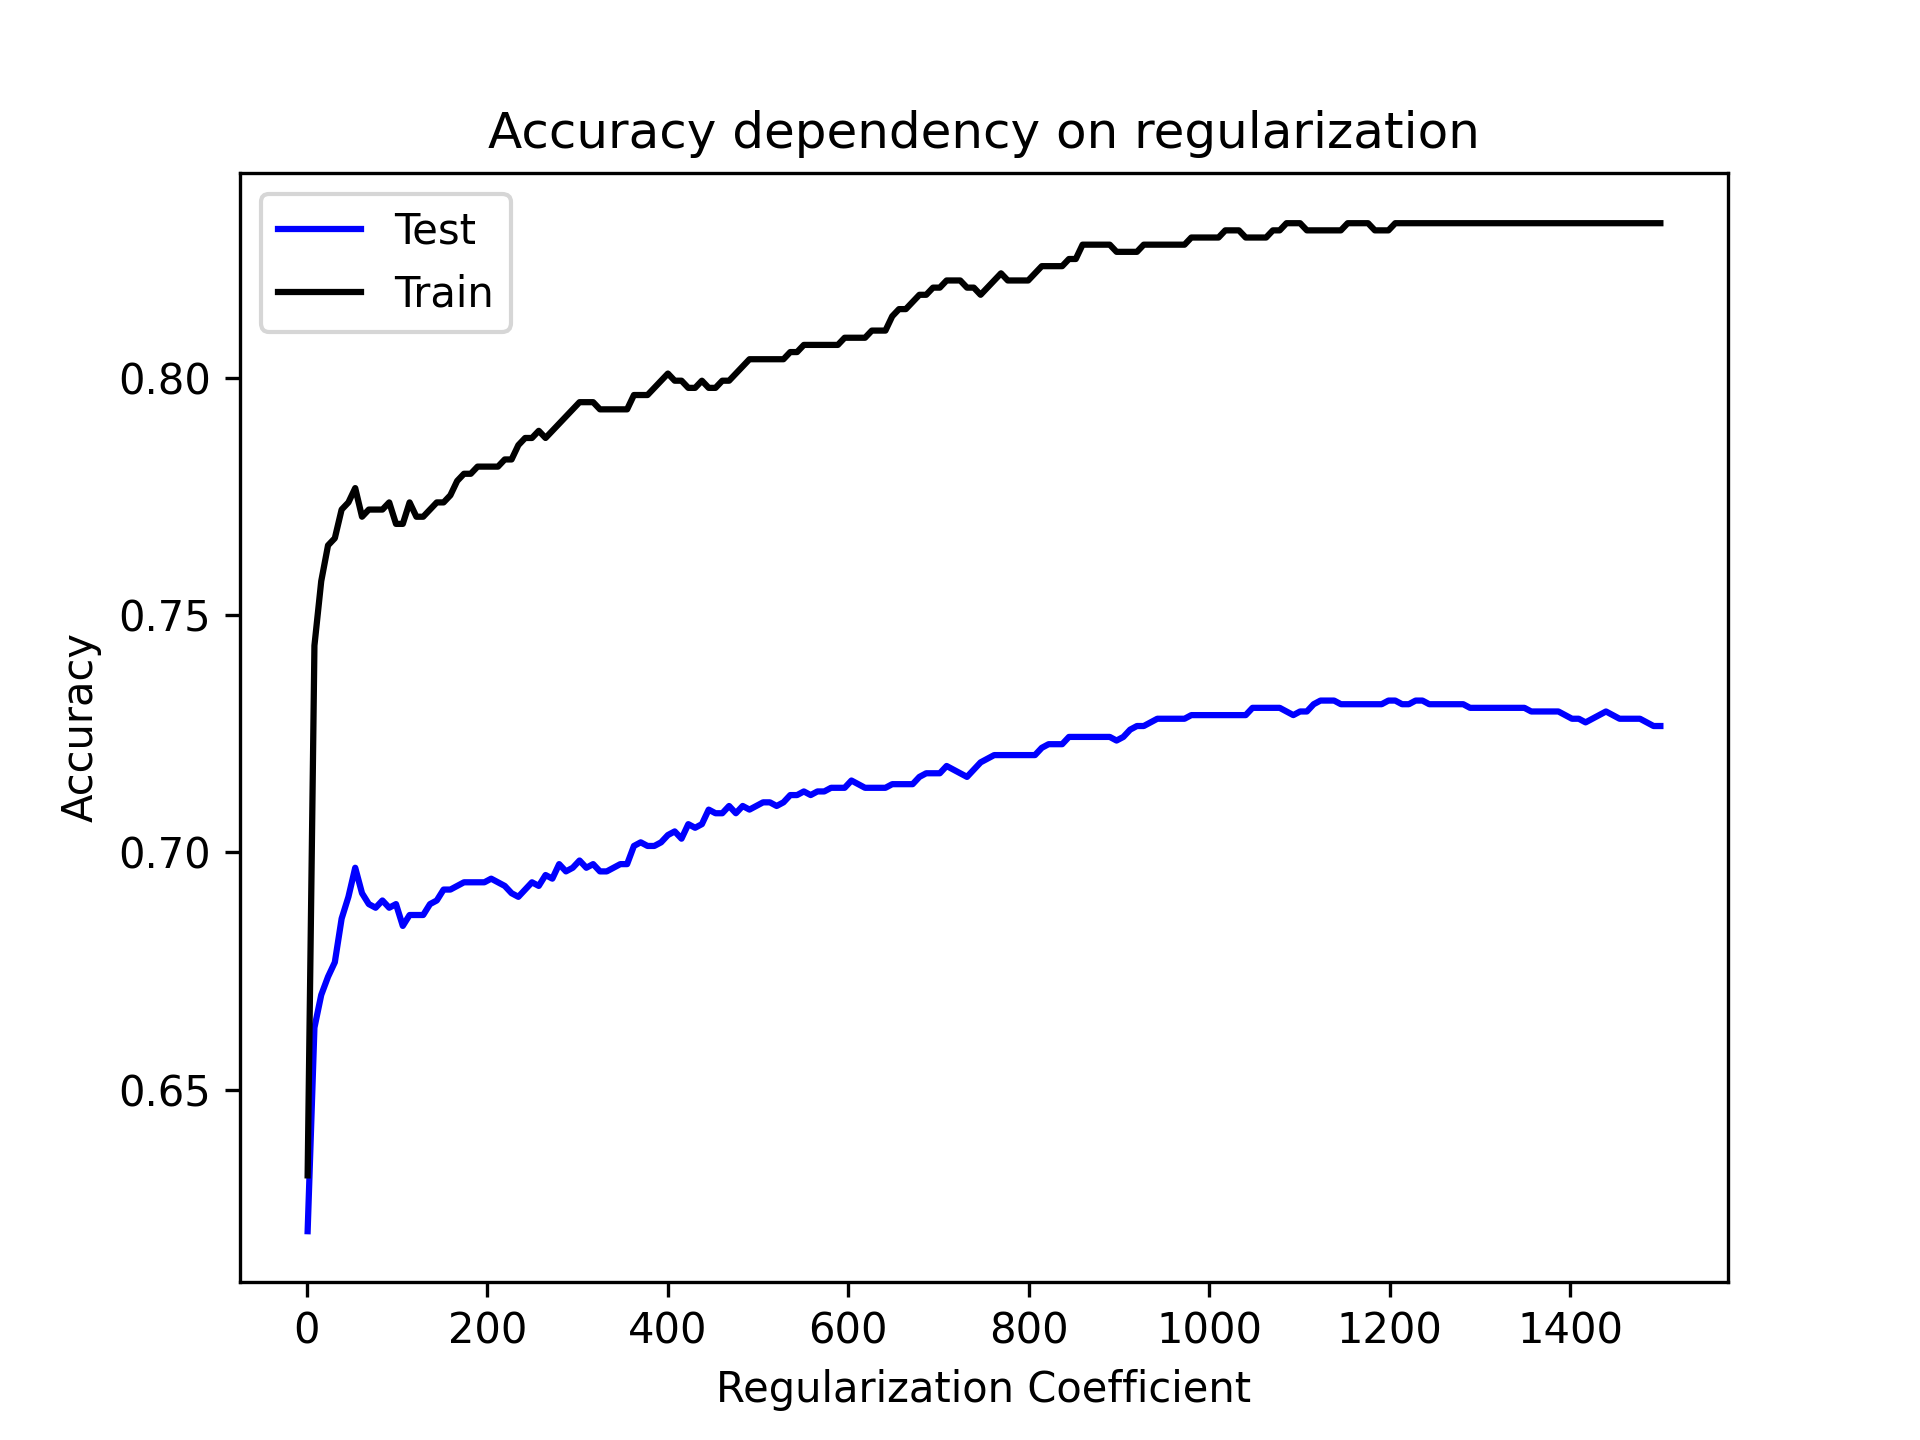 Accuracy dependency on regularization
Test
Train
0.80
0.75
0.70
0.65
Accuracy
0 200 400 600 800 1000 1200 1400
Regularization Coefficient